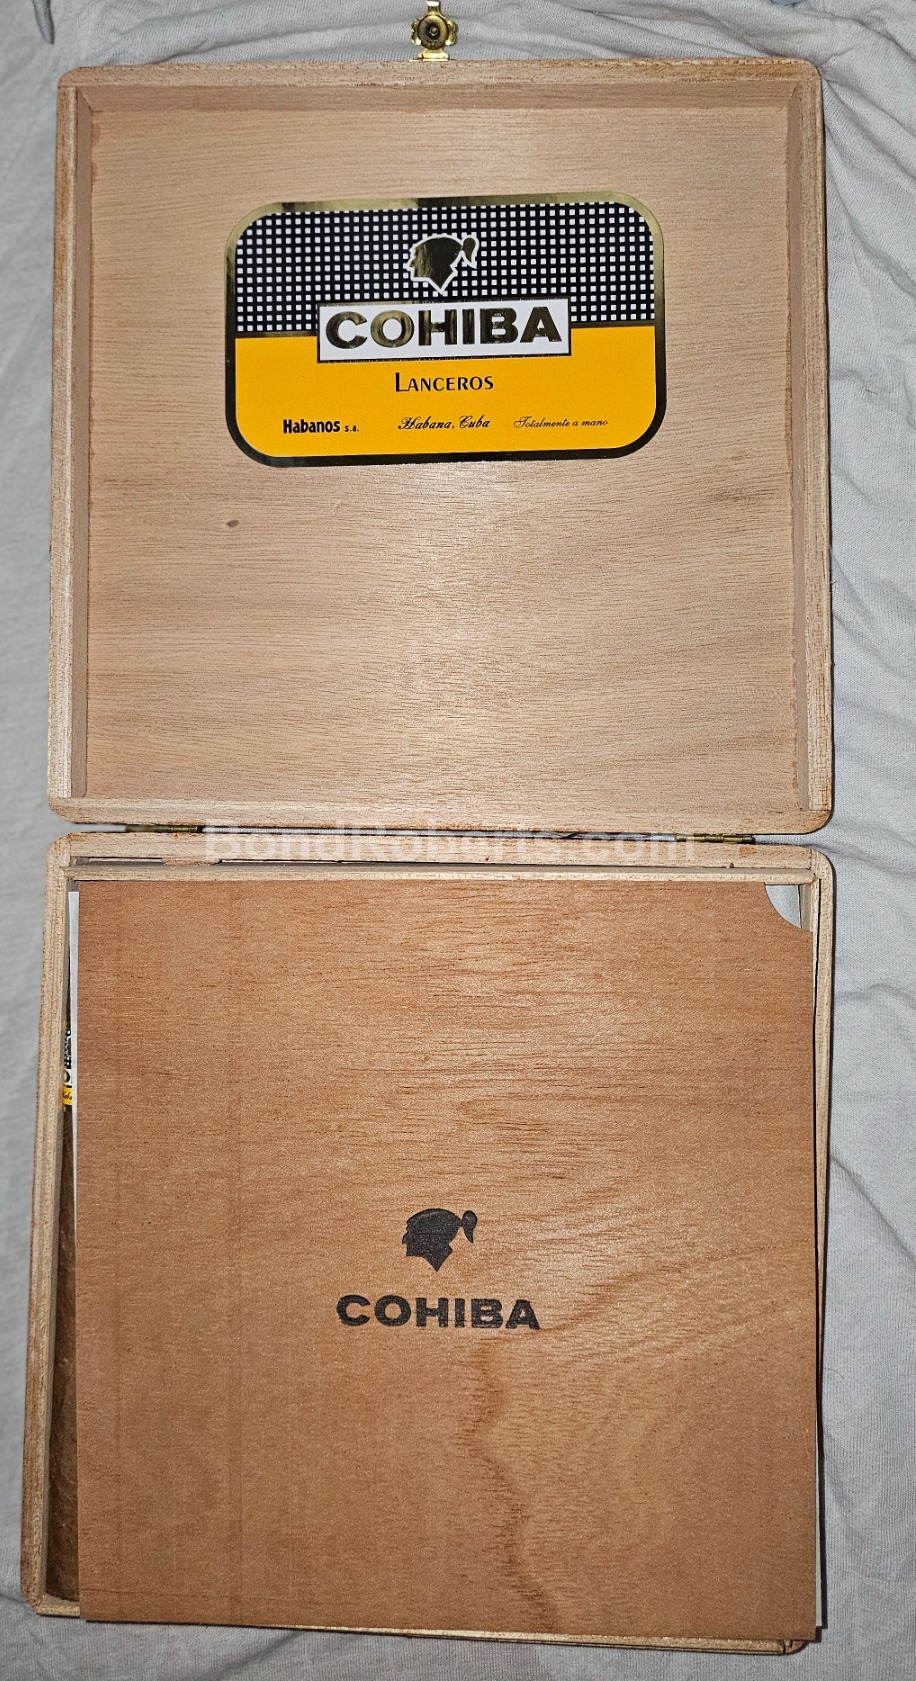 COHIBA
LANCEROS
Habanos s.a. Habana, Cuba Totalmente a mano
BondRoberts.com
COHIBA